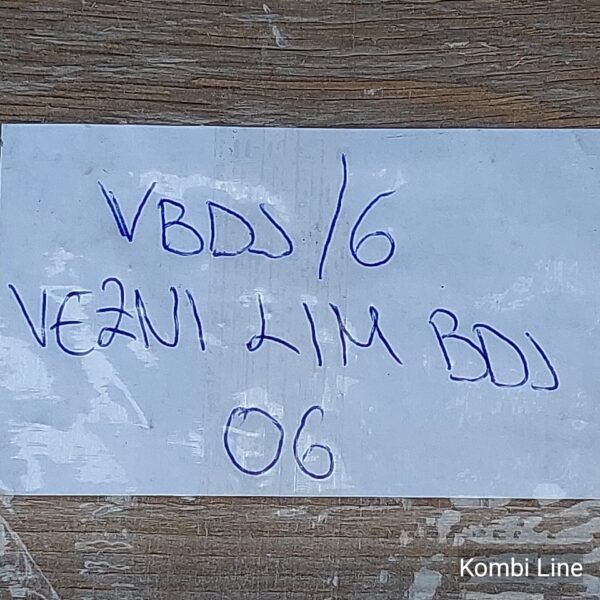 VBDJ/6
VEZNI LIM BDJ
06
Kombi Line